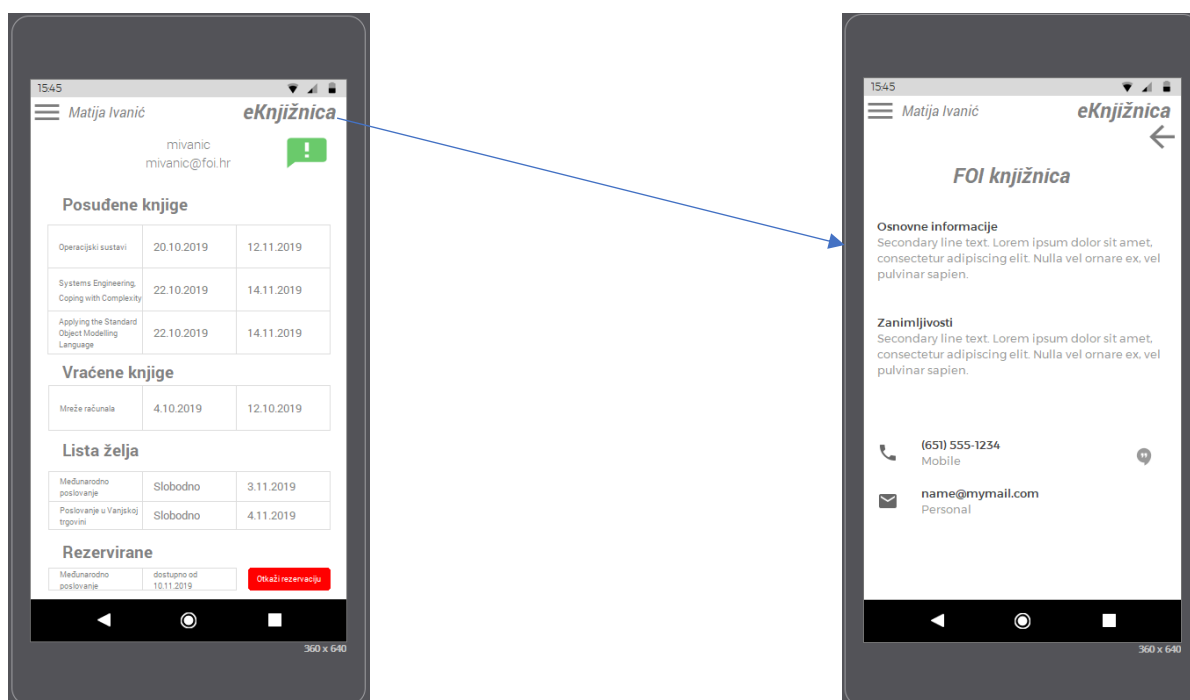 15:45
Matija Ivanić eKnjižnica
mivanic
mivanic@foi.hr
Posuđene knjige
Operacijski sustavi 20.10.2019 12.11.2019
Systems Engineering,
Coping with Complexity 22.10.2019 14.11.2019
Applying the Standard
Object Modelling 22.10.2019 14.11.2019
Language
Vraćene knjige
Mreže računala 4.10.2019 12.10.2019
Lista želja
Međunarodno
poslovanje Slobodno 3.11.2019
Poslovanje u Vanjskoj
trgovini Slobodno 4.11.2019
Rezervirane
Međunarodno dostupno od
poslovanje 10.11.2019 Otkaži rezervaciju
360 x 640
15:45
Matija Ivanić eKnjižnica
FOI knjižnica
Osnovne informacije
Secondary line text. Lorem ipsum dolor sit amet,
consectetur adipiscing elit. Nulla vel ornare ex, vel
pulvinar sapien.
Zanimljivosti
Secondary line text. Lorem ipsum dolor sit amet,
consectetur adipiscing elit. Nulla vel ornare ex, vel
pulvinar sapien.
(651) 555-1234
Mobile
name@mymail.com
Personal
360 x 640